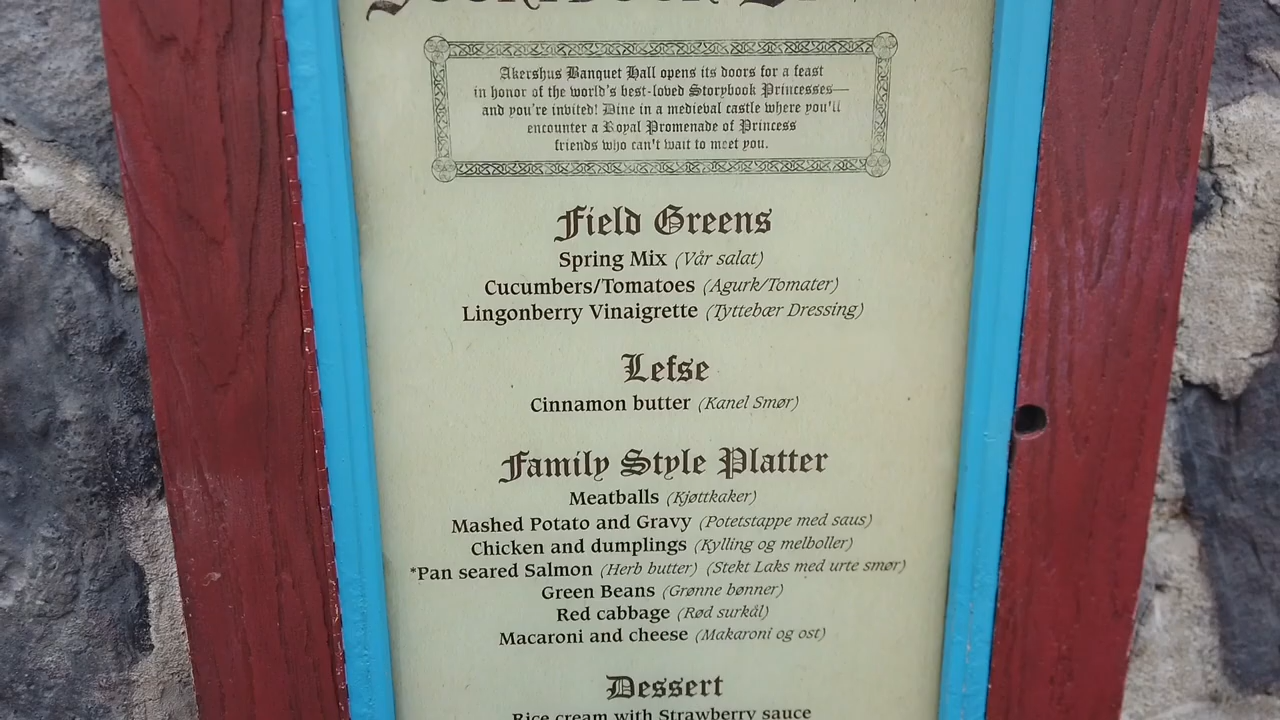 Akershus Banquet Hall opens its doors for a feast
in honor of the world's best-loved Storybook Princesses—
and you're invited! Dine in a medieval castle where you'll
encounter a Royal Promenade of Princess
friends who can't wait to meet you.
Field Greens
Spring Mix (Vår salat)
Cucumbers/Tomatoes (Agurk/Tomater)
Lingonberry Vinaigrette (Tyttebær Dressing)
Lefse
Cinnamon butter (Kanel Smør)
Family Style Platter
Meatballs (Kjøttkaker)
Mashed Potato and Gravy (Potetstappe med saus)
Chicken and dumplings (Kylling og melboller)
*Pan seared Salmon (Herb butter) (Stekt Laks med urte smør)
Green Beans (Grønne bønner)
Red cabbage (Rød surkål)
Macaroni and cheese (Makaroni og ost)
Dessert
Rice cream with Strawberry sauce